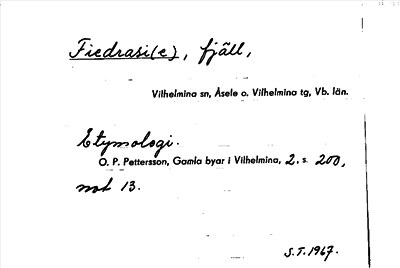 Fiedrasi(e), fjäll,
Vilhelmina sn, Åsele o. Vilhelmina tg, Vb. län.
Etymologi.
O. P. Pettersson, Gamla byar i Vilhelmina, 2. s. 200,
not 13.
S.T. 1967.